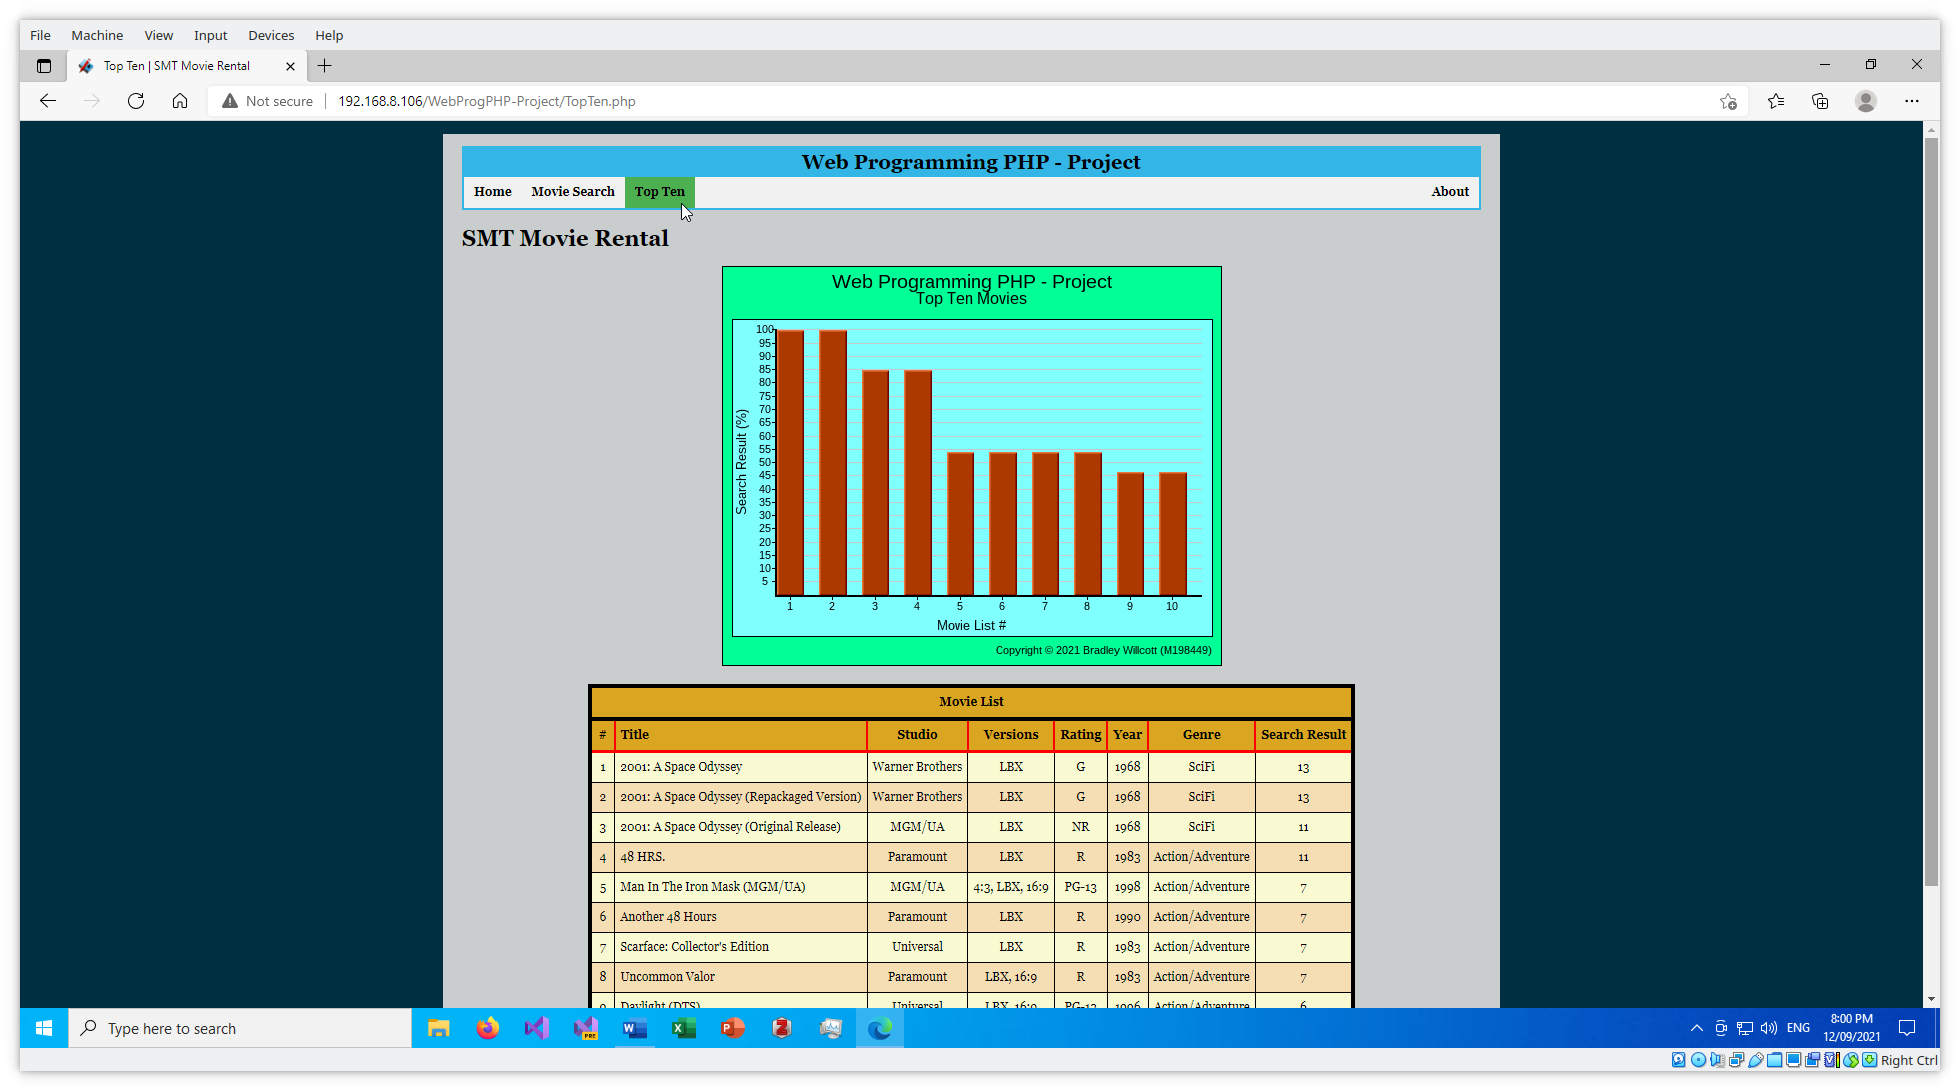 File Machine View Input Devices Help
Top Ten | SMT Movie Rental
Not secure 192.168.8.106/WebProgPHP-Project/TopTen.php
Web Programming PHP - Project
Home Movie Search Top Ten About
SMT Movie Rental
Web Programming PHP - Project
Top Ten Movies
Search Result (%)
100
95
90
85
80
75
70
65
60
55
50
45
40
35
30
25
20
15
10
5
1 2 3 4 5 6 7 8 9 10
Movie List #
Copyright © 2021 Bradley Willcott (M198449)
Movie List
# Title Studio Versions Rating Year Genre Search Result
1 2001: A Space Odyssey Warner Brothers LBX G 1968 SciFi 13
2 2001: A Space Odyssey (Repackaged Version) Warner Brothers LBX G 1968 SciFi 13
3 2001: A Space Odyssey (Original Release) MGM/UA LBX NR 1968 SciFi 11
4 48 HRS. Paramount LBX R 1983 Action/Adventure 11
5 Man In The Iron Mask (MGM/UA) MGM/UA 4:3, LBX, 16:9 PG-13 1998 Action/Adventure 7
6 Another 48 Hours Paramount LBX R 1990 Action/Adventure 7
7 Scarface: Collector's Edition Universal LBX R 1983 Action/Adventure 7
8 Uncommon Valor Paramount LBX, 16:9 R 1983 Action/Adventure 7
9 Daylight (DTS) Universal LBX, 16:9 PG-13 1996 Action/Adventure 6
Type here to search
PRE
ENG
8:00 PM
12/09/2021
Right Ctrl